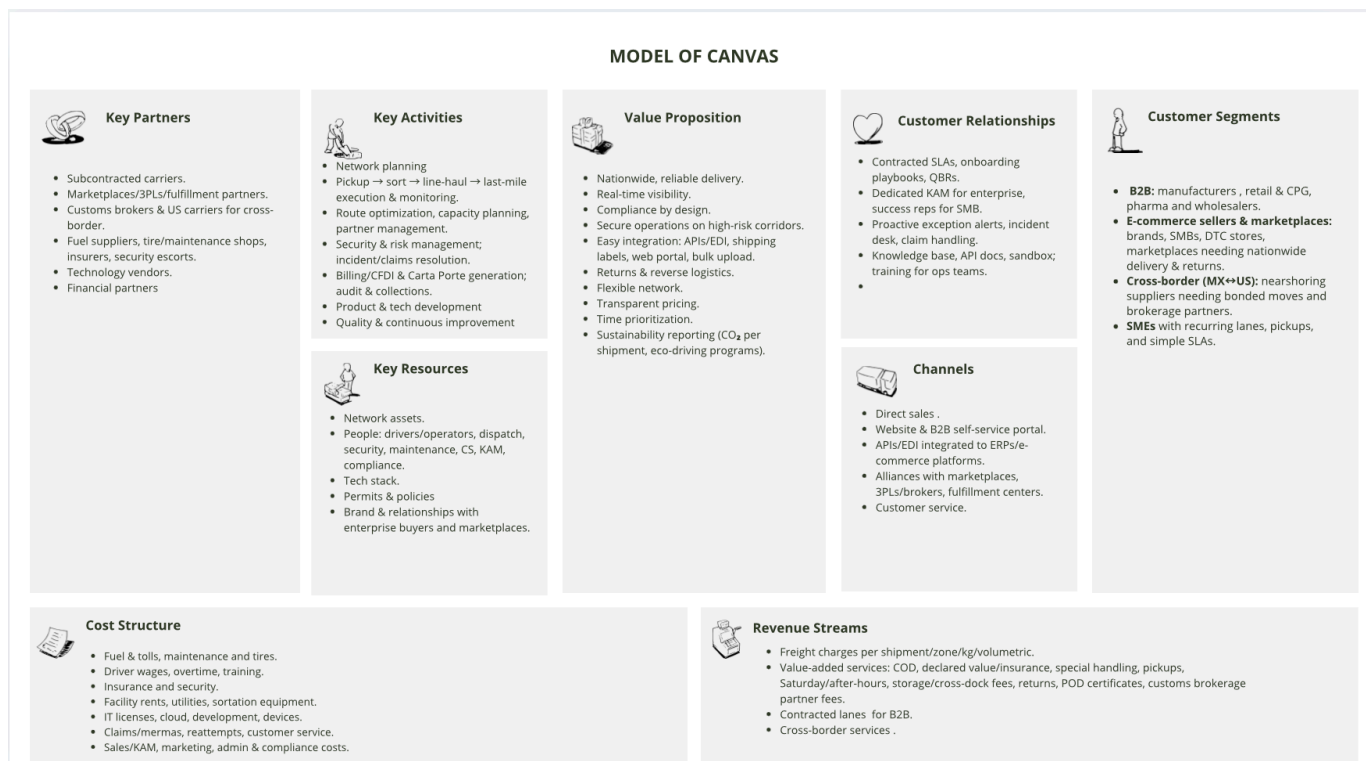 MODEL OF CANVAS
Key Partners
• Subcontracted carriers.
• Marketplaces/3PLs/fulfillment partners.
• Customs brokers & US carriers for cross-
border.
• Fuel suppliers, tire/maintenance shops,
insurers, security escorts.
• Technology vendors.
• Financial partners
Key Activities
• Network planning
• Pickup → sort → line-haul → last-mile
execution & monitoring.
• Route optimization, capacity planning,
partner management.
• Security & risk management;
incident/claims resolution.
• Billing/CFDI & Carta Porte generation;
audit & collections.
• Product & tech development
• Quality & continuous improvement
Key Resources
• Network assets.
• People: drivers/operators, dispatch,
security, maintenance, CS, KAM,
compliance.
• Tech stack.
• Permits & policies
• Brand & relationships with
enterprise buyers and marketplaces.
Value Proposition
• Nationwide, reliable delivery.
• Real-time visibility.
• Compliance by design.
• Secure operations on high-risk corridors.
• Easy integration: APIs/EDI, shipping
labels, web portal, bulk upload.
• Returns & reverse logistics.
• Flexible network.
• Transparent pricing.
• Time prioritization.
• Sustainability reporting (CO₂ per
shipment, eco-driving programs).
Customer Relationships
• Contracted SLAs, onboarding
playbooks, QBRs.
• Dedicated KAM for enterprise,
success reps for SMB.
• Proactive exception alerts, incident
desk, claim handling.
• Knowledge base, API docs, sandbox;
training for ops teams.
•
Channels
• Direct sales .
• Website & B2B self-service portal.
• APIs/EDI integrated to ERPs/e-
commerce platforms.
• Alliances with marketplaces,
3PLs/brokers, fulfillment centers.
• Customer service.
Customer Segments
• B2B: manufacturers , retail & CPG,
pharma and wholesalers.
• E-commerce sellers & marketplaces:
brands, SMBs, DTC stores,
marketplaces needing nationwide
delivery & returns.
• Cross-border (MX↔US): nearshoring
suppliers needing bonded moves and
brokerage partners.
• SMEs with recurring lanes, pickups,
and simple SLAs.
Cost Structure
• Fuel & tolls, maintenance and tires.
• Driver wages, overtime, training.
• Insurance and security.
• Facility rents, utilities, sortation equipment.
• IT licenses, cloud, development, devices.
• Claims/mermas, reattempts, customer service.
• Sales/KAM, marketing, admin & compliance costs.
Revenue Streams
• Freight charges per shipment/zone/kg/volumetric.
• Value-added services: COD, declared value/insurance, special handling, pickups,
Saturday/after-hours, storage/cross-dock fees, returns, POD certificates, customs brokerage
partner fees.
• Contracted lanes  for B2B.
• Cross-border services .